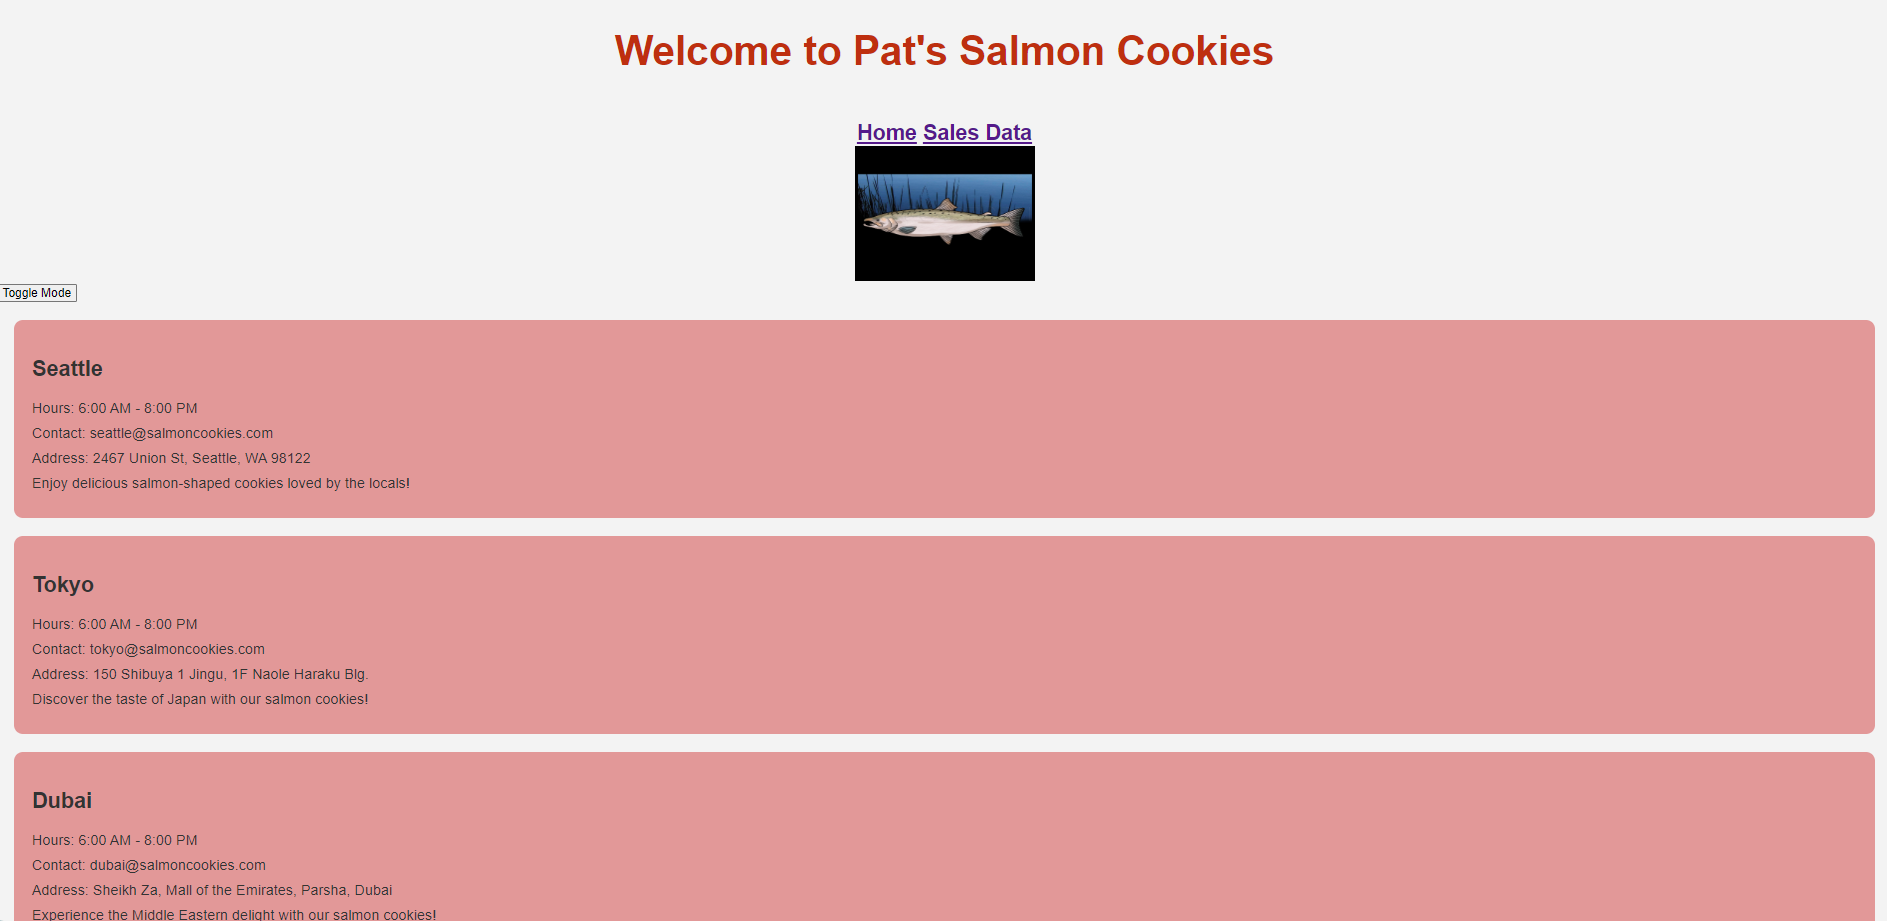 Welcome to Pat's Salmon Cookies
Home Sales Data
Toggle Mode
Seattle
Hours: 6:00 AM - 8:00 PM
Contact: seattle@salmoncookies.com
Address: 2467 Union St, Seattle, WA 98122
Enjoy delicious salmon-shaped cookies loved by the locals!
Tokyo
Hours: 6:00 AM - 8:00 PM
Contact: tokyo@salmoncookies.com
Address: 150 Shibuya 1 Jingu, 1F Naole Haraku Blg.
Discover the taste of Japan with our salmon cookies!
Dubai
Hours: 6:00 AM - 8:00 PM
Contact: dubai@salmoncookies.com
Address: Sheikh Za, Mall of the Emirates, Parsha, Dubai
Experience the Middle Eastern delight with our salmon cookies!